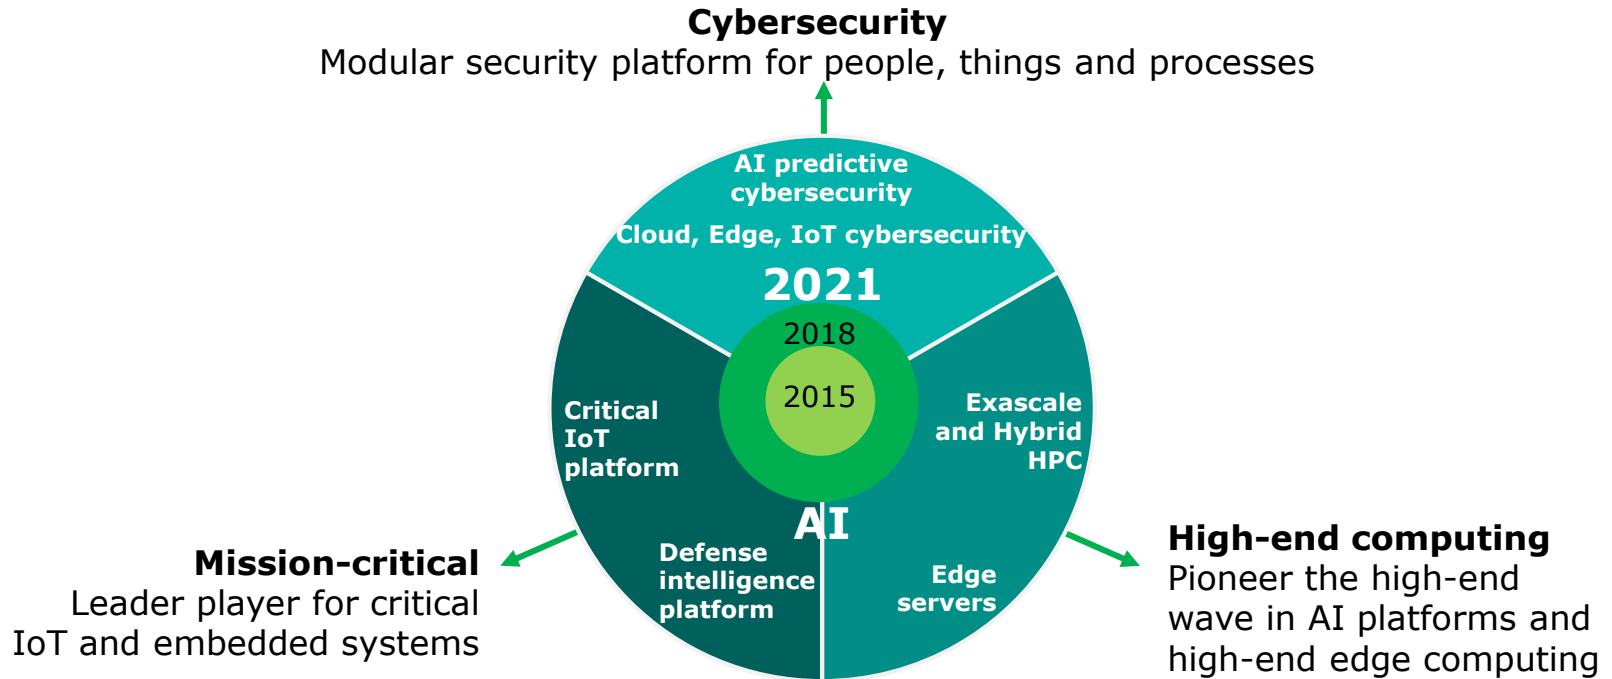 Cybersecurity
Modular security platform for people, things and processes
AI predictive
cybersecurity
Cloud, Edge, IoT cybersecurity
2021
2018
2015
Critical
IoT
platform
Exascale
and Hybrid
HPC
AI
Defense
intelligence
platform
Edge
servers
Mission-critical
Leader player for critical
IoT and embedded systems
High-end computing
Pioneer the high-end
wave in AI platforms and
high-end edge computing